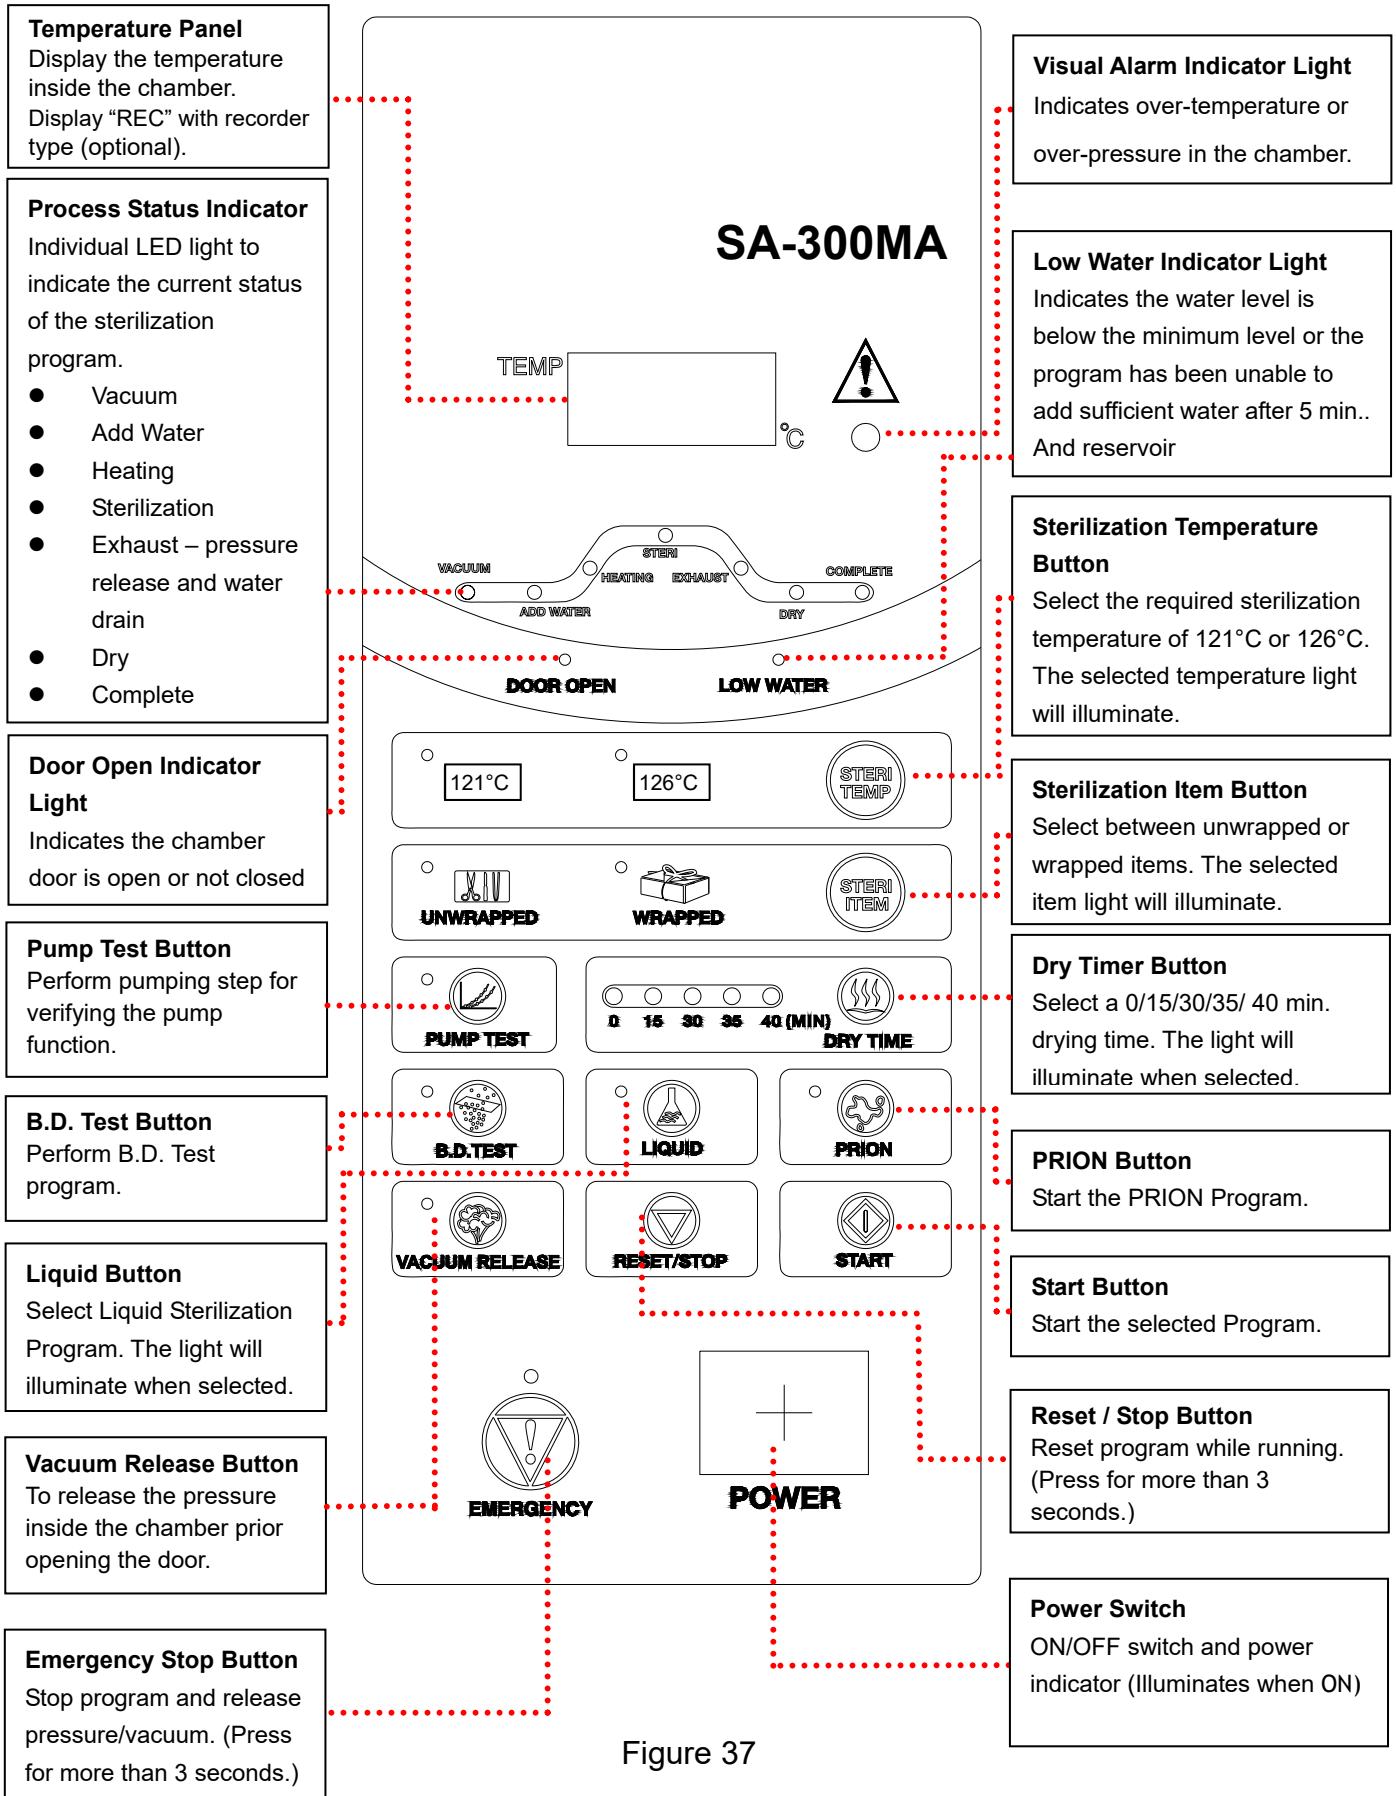 Temperature Panel
Display the temperature
inside the chamber.
Display “REC” with recorder
type (optional).
Process Status Indicator
Individual LED light to
indicate the current status
of the sterilization
program.
● Vacuum
● Add Water
● Heating
● Sterilization
● Exhaust – pressure
release and water
drain
● Dry
● Complete
Door Open Indicator
Light
Indicates the chamber
door is open or not closed
Pump Test Button
Perform pumping step for
verifying the pump
function.
B.D. Test Button
Perform B.D. Test
program.
Liquid Button
Select Liquid Sterilization
Program. The light will
illuminate when selected.
Vacuum Release Button
To release the pressure
inside the chamber prior
opening the door.
Emergency Stop Button
Stop program and release
pressure/vacuum. (Press
for more than 3 seconds.)
SA-300MA
TEMP
°C
STERI
VACUUM
HEATING
EXHAUST
COMPLETE
ADD WATER
DRY
DOOR OPEN
LOW WATER
121°C
126°C
STERI
TEMP
UNWRAPPED
WRAPPED
STERI
ITEM
PUMP TEST
0 15 30 35 40 (MIN)
DRY TIME
B.D.TEST
LIQUID
PRION
VACUUM RELEASE
RESET/STOP
START
EMERGENCY
POWER
Visual Alarm Indicator Light
Indicates over-temperature or
over-pressure in the chamber.
Low Water Indicator Light
Indicates the water level is
below the minimum level or the
program has been unable to
add sufficient water after 5 min..
And reservoir
Sterilization Temperature
Button
Select the required sterilization
temperature of 121°C or 126°C.
The selected temperature light
will illuminate.
Sterilization Item Button
Select between unwrapped or
wrapped items. The selected
item light will illuminate.
Dry Timer Button
Select a 0/15/30/35/ 40 min.
drying time. The light will
illuminate when selected.
PRION Button
Start the PRION Program.
Start Button
Start the selected Program.
Reset / Stop Button
Reset program while running.
(Press for more than 3
seconds.)
Power Switch
ON/OFF switch and power
indicator (Illuminates when ON)
Figure 37